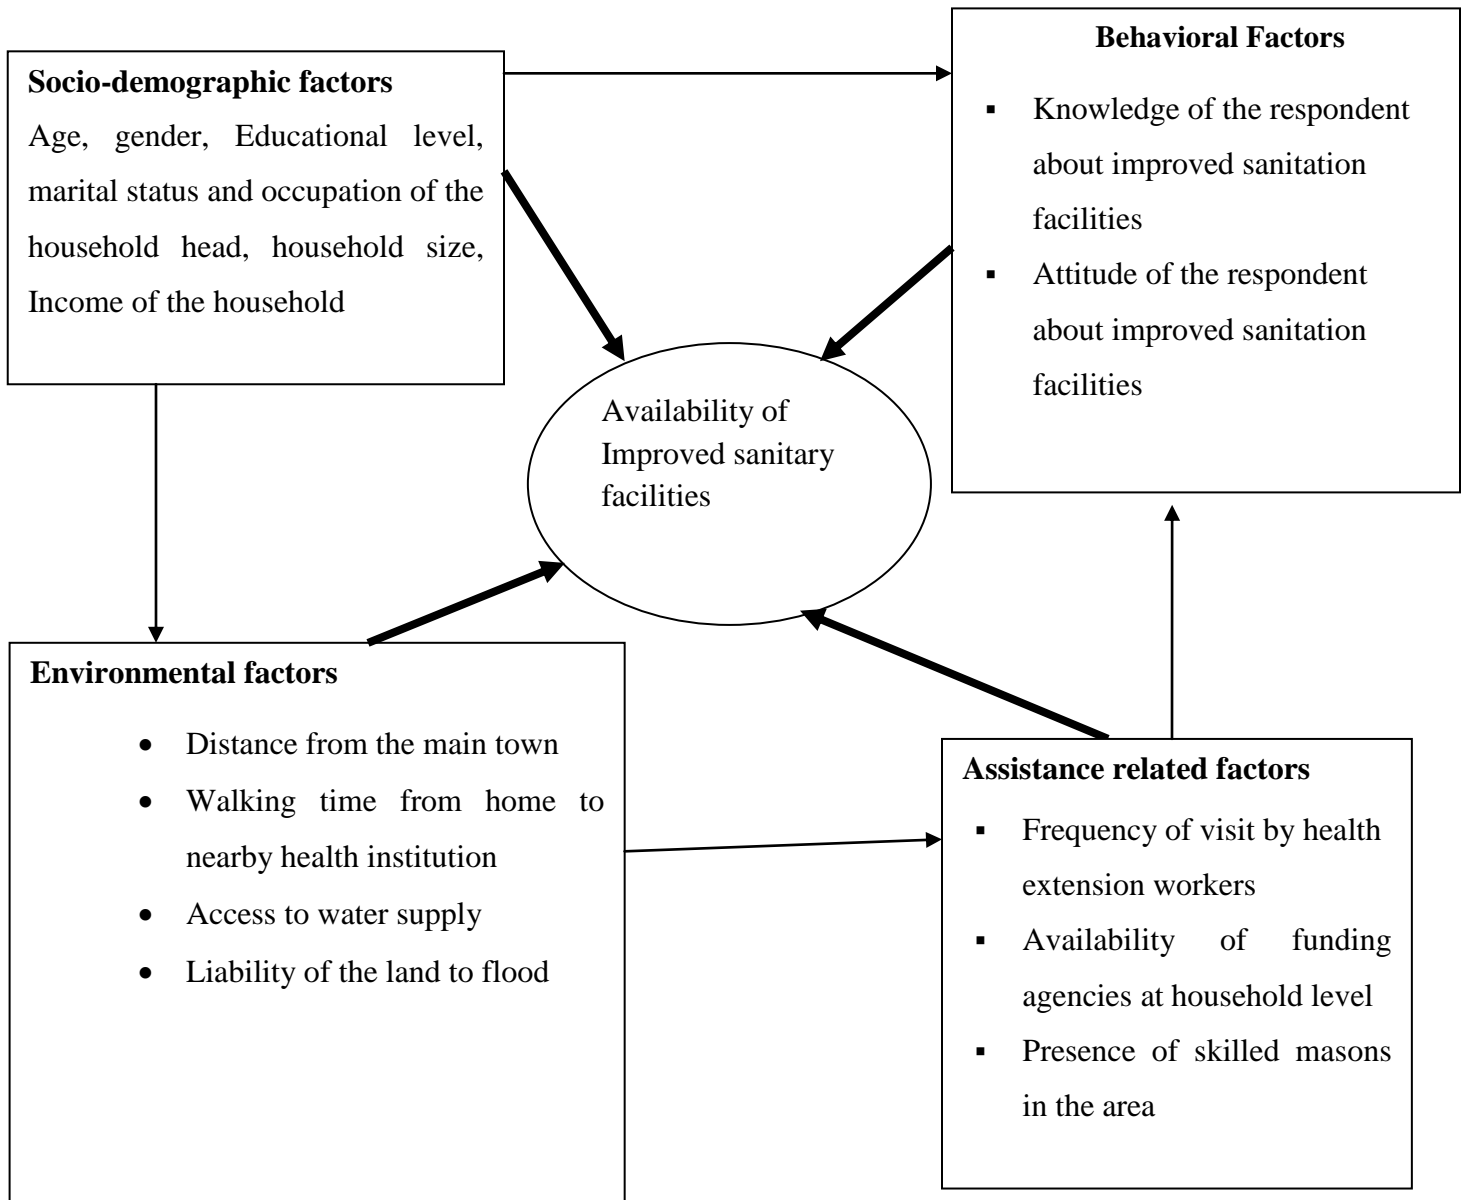 Socio-demographic factors
Age, gender, Educational level,
marital status and occupation of the
household head, household size,
Income of the household
Behavioral Factors
▪ Knowledge of the respondent
about improved sanitation
facilities
▪ Attitude of the respondent
about improved sanitation
facilities
Availability of
Improved sanitary
facilities
Environmental factors
• Distance from the main town
• Walking time from home to
nearby health institution
• Access to water supply
• Liability of the land to flood
Assistance related factors
▪ Frequency of visit by health
extension workers
▪ Availability of funding
agencies at household level
▪ Presence of skilled masons
in the area